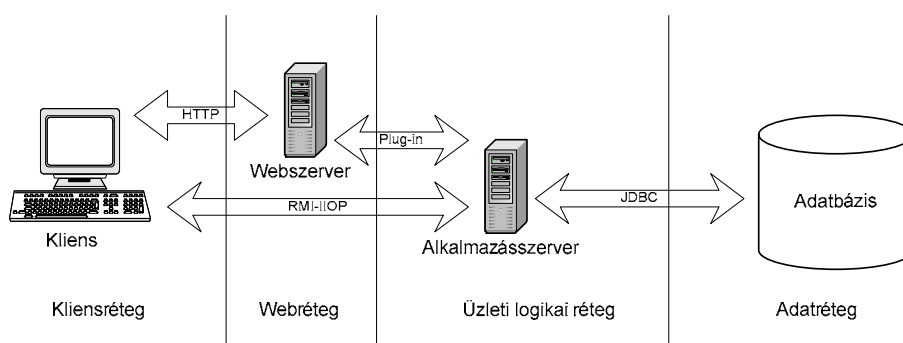 HTTP
Plug-in
Webszerver
RMI-IIOP
JDBC
Adatbázis
Kliens
Alkalmazásszerver
Kliensréteg
Webréteg
Üzleti logikai réteg
Adatréteg